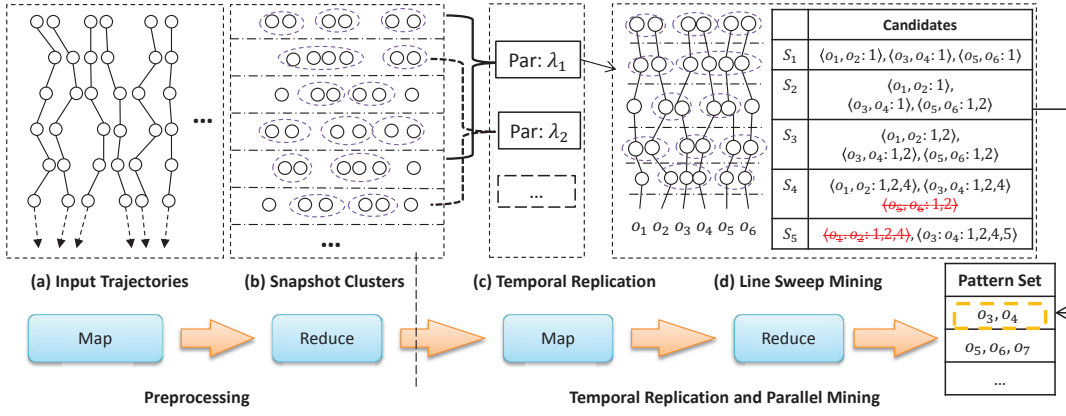 ...
...
Par: λ1
Par: λ2
...
o1 o2 o3 o4 o5 o6
Candidates
S1 ⟨o1, o2: 1⟩,⟨o3, o4: 1⟩,⟨o5, o6: 1⟩
S2 ⟨o1, o2: 1⟩,
⟨o3, o4: 1⟩, ⟨o5, o6: 1,2⟩
S3 ⟨o1, o2: 1,2⟩,
⟨o3, o4: 1,2⟩, ⟨o5, o6: 1,2⟩
S4 ⟨o1, o2: 1,2,4⟩,⟨o3, o4: 1,2,4⟩
⟨o5, o6: 1,2⟩
S5 ⟨o1, o2: 1,2,4⟩,⟨o3: o4: 1,2,4,5⟩
(a) Input Trajectories
(b) Snapshot Clusters
(c) Temporal Replication
(d) Line Sweep Mining
Map
Reduce
Map
Reduce
Pattern Set
o3, o4
o5, o6, o7
...
Preprocessing
Temporal Replication and Parallel Mining